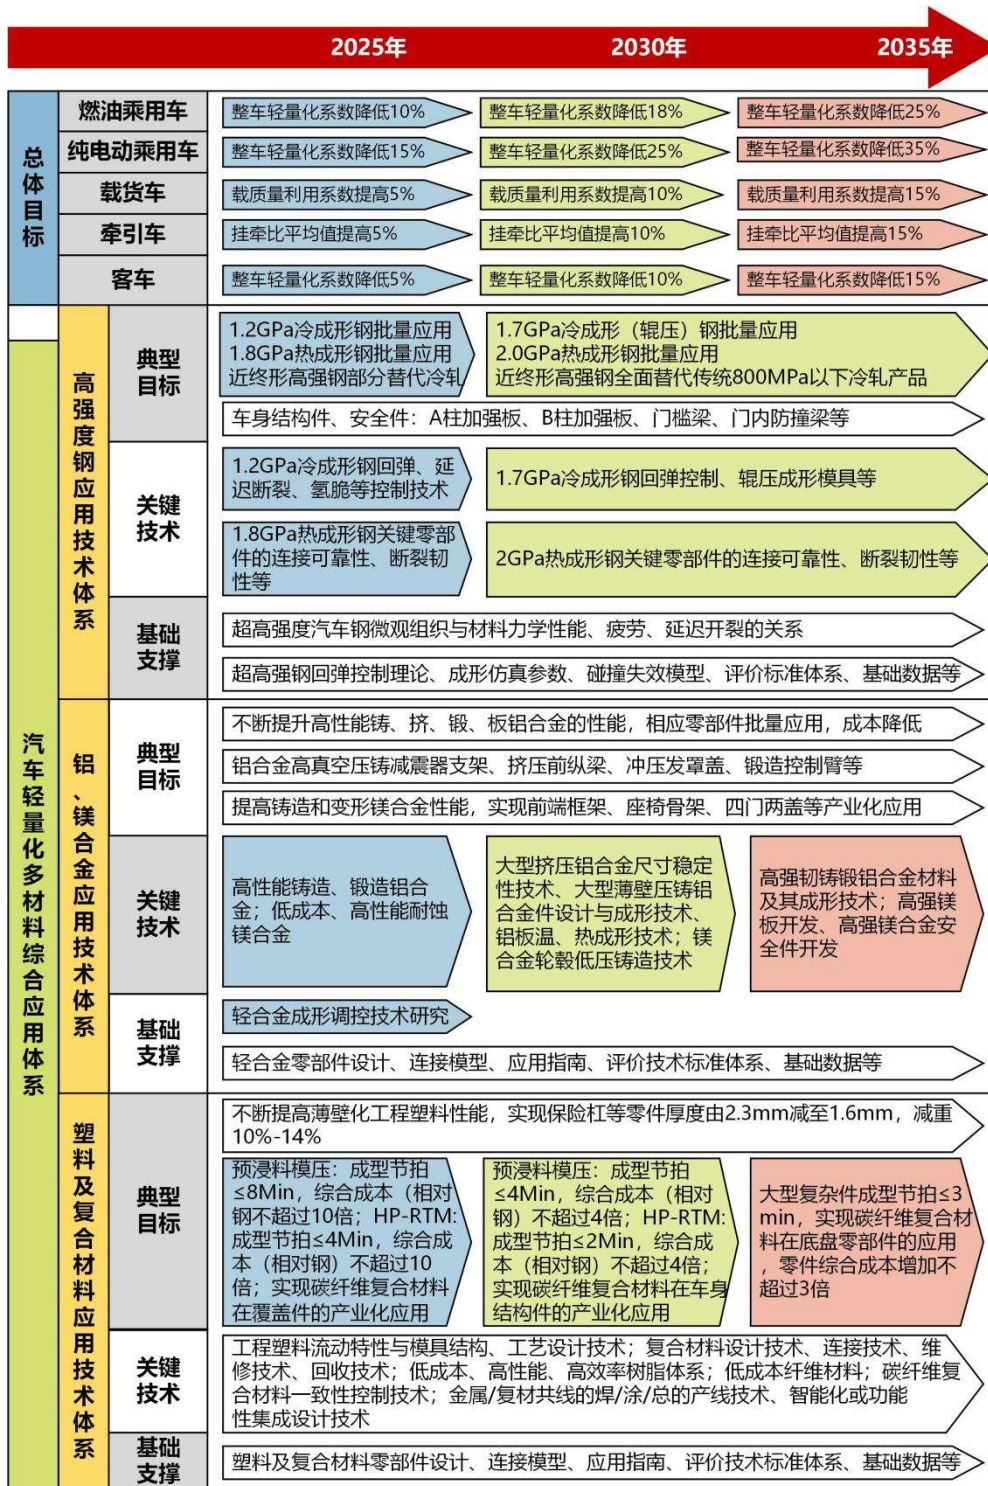 2025年
2030年
2035年
总体目标
燃油乘用车
整车轻量化系数降低10%
整车轻量化系数降低18%
整车轻量化系数降低25%
纯电动乘用车
整车轻量化系数降低15%
整车轻量化系数降低25%
整车轻量化系数降低35%
载货车
载质量利用系数提高5%
载质量利用系数提高10%
载质量利用系数提高15%
牵引车
挂牵比平均值提高5%
挂牵比平均值提高10%
挂牵比平均值提高15%
客车
整车轻量化系数降低5%
整车轻量化系数降低10%
整车轻量化系数降低15%
汽车轻量化多材料综合应用体系
高强度钢应用技术体系
典型
目标
1.2GPa冷成形钢批量应用
1.8GPa热成形钢批量应用
近终形高强钢部分替代冷轧
1.7GPa冷成形（辊压）钢批量应用
2.0GPa热成形钢批量应用
近终形高强钢全面替代传统800MPa以下冷轧产品
车身结构件、安全件：A柱加强板、B柱加强板、门槛梁、门内防撞梁等
关键
技术
1.2GPa冷成形钢回弹、延
迟断裂、氢脆等控制技术
1.7GPa冷成形钢回弹控制、辊压成形模具等
1.8GPa热成形钢关键零部
件的连接可靠性、断裂韧
性等
2GPa热成形钢关键零部件的连接可靠性、断裂韧性等
基础
支撑
超高强度汽车钢微观组织与材料力学性能、疲劳、延迟开裂的关系
超高强钢回弹控制理论、成形仿真参数、碰撞失效模型、评价标准体系、基础数据等
铝、镁合金应用技术体系
典型
目标
不断提升高性能铸、挤、锻、板铝合金的性能，相应零部件批量应用，成本降低
铝合金高真空压铸减震器支架、挤压前纵梁、冲压发罩盖、锻造控制臂等
提高铸造和变形镁合金性能，实现前端框架、座椅骨架、四门两盖等产业化应用
关键
技术
高性能铸造、锻造铝合
金；低成本、高性能耐蚀
镁合金
大型挤压铝合金尺寸稳定
性技术、大型薄壁压铸铝
合金件设计与成形技术、
铝板温、热成形技术；镁
合金轮毂低压铸造技术
高强韧铸锻铝合金材料
及其成形技术；高强镁
板开发、高强镁合金安
全件开发
基础
支撑
轻合金成形调控技术研究
轻合金零部件设计、连接模型、应用指南、评价技术标准体系、基础数据等
塑料及复合材料应用技术体系
典型
目标
不断提高薄壁化工程塑料性能，实现保险杠等零件厚度由2.3mm减至1.6mm，减重
10%-14%
预浸料模压：成型节拍
≤8Min，综合成本（相对
钢不超过10倍；HP-RTM:
成型节拍≤4Min，综合成
本（相对钢）不超过10
倍；实现碳纤维复合材料
在覆盖件的产业化应用
预浸料模压：成型节拍
≤4Min，综合成本（相对
钢）不超过4倍；HP-RTM:
成型节拍≤2Min，综合成
本（相对钢）不超过4倍；
实现碳纤维复合材料在车身
结构件的产业化应用
大型复杂件成型节拍≤3
min，实现碳纤维复合材
料在底盘零部件的应用
，零件综合成本增加不
超过3倍
关键
技术
工程塑料流动特性与模具结构、工艺设计技术；复合材料设计技术、连接技术、维
修技术、回收技术；低成本、高性能、高效率树脂体系；低成本纤维材料；碳纤维复
合材料一致性控制技术；金属/复材共线的焊/涂/总的产线技术、智能化或功能
性集成设计技术
基础
支撑
塑料及复合材料零部件设计、连接模型、应用指南、评价技术标准体系、基础数据等